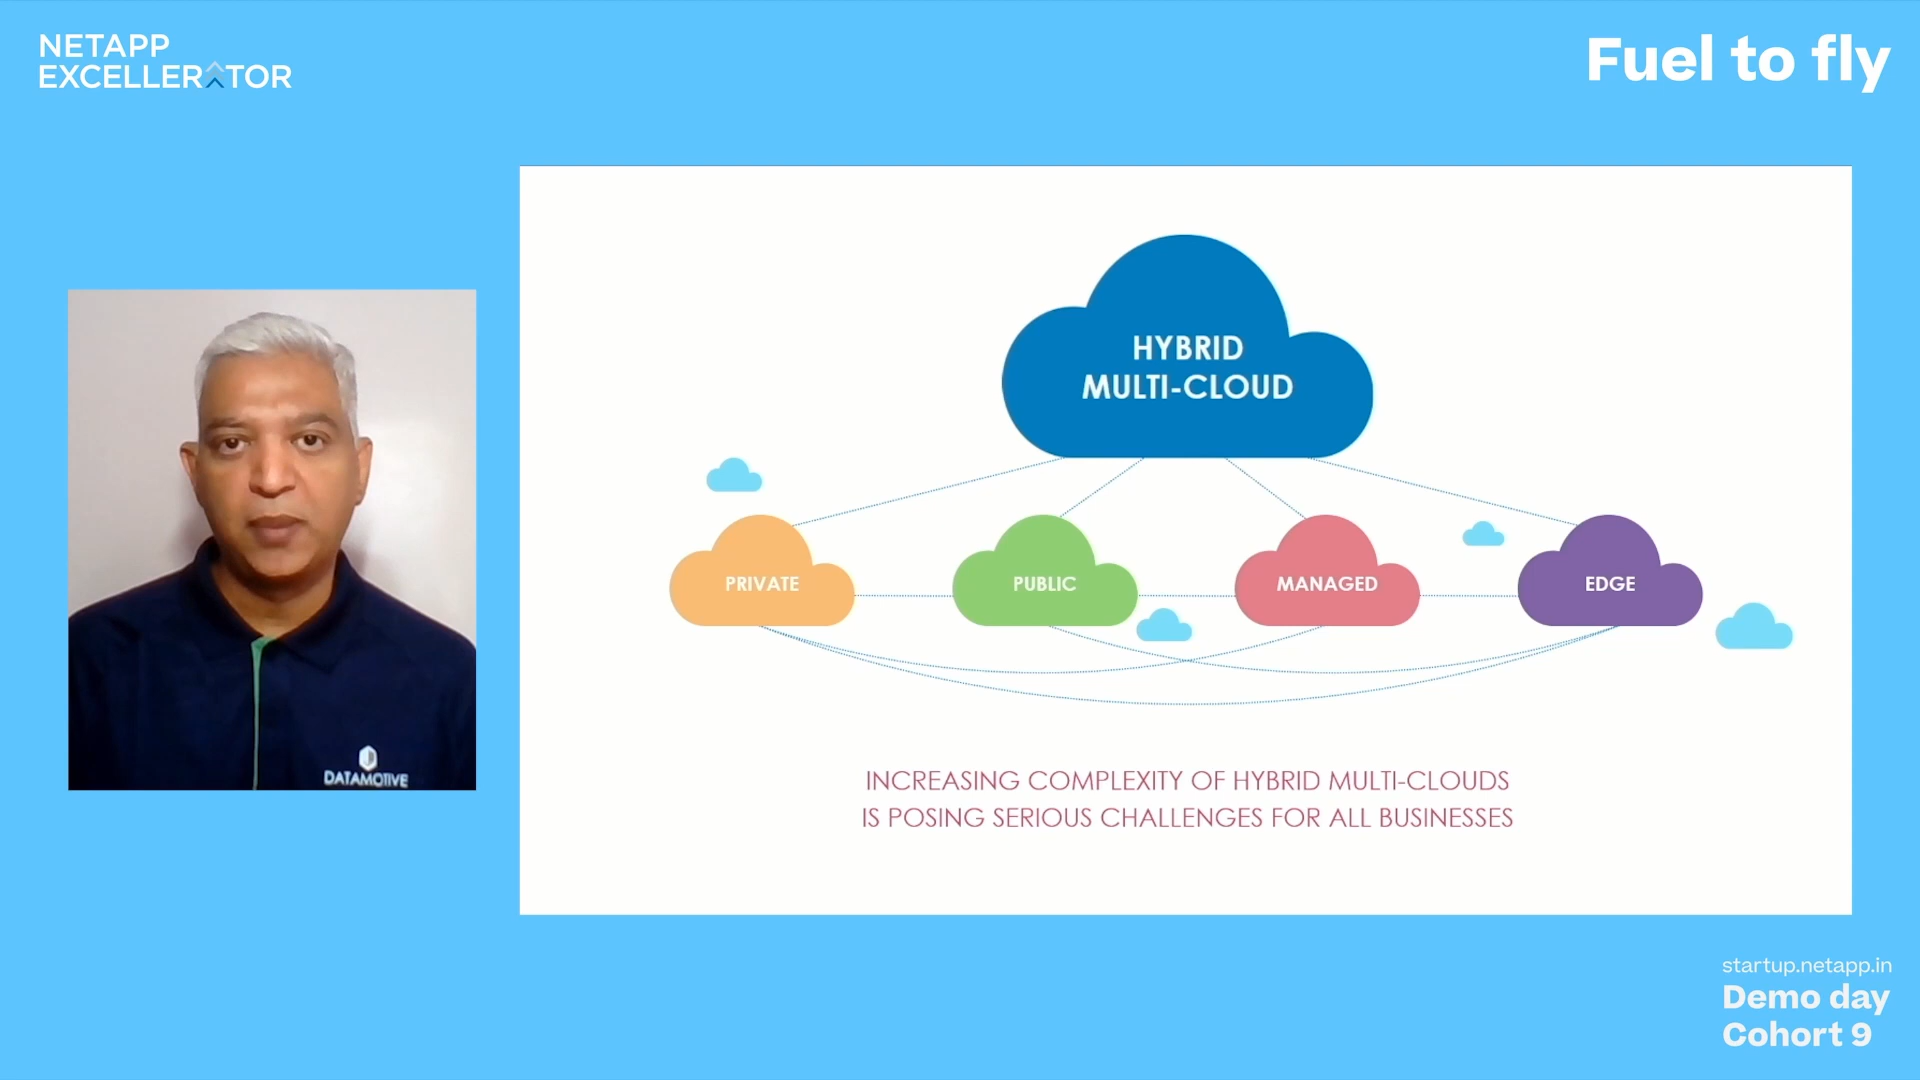 NETAPP
EXCELLERATOR
Fuel to fly
HYBRID
MULTI-CLOUD
PRIVATE
PUBLIC
MANAGED
EDGE
DATAMOTIVE
INCREASING COMPLEXITY OF HYBRID MULTI-CLOUDS
IS POSING SERIOUS CHALLENGES FOR ALL BUSINESSES
startup.netapp.in
Demo day
Cohort 9